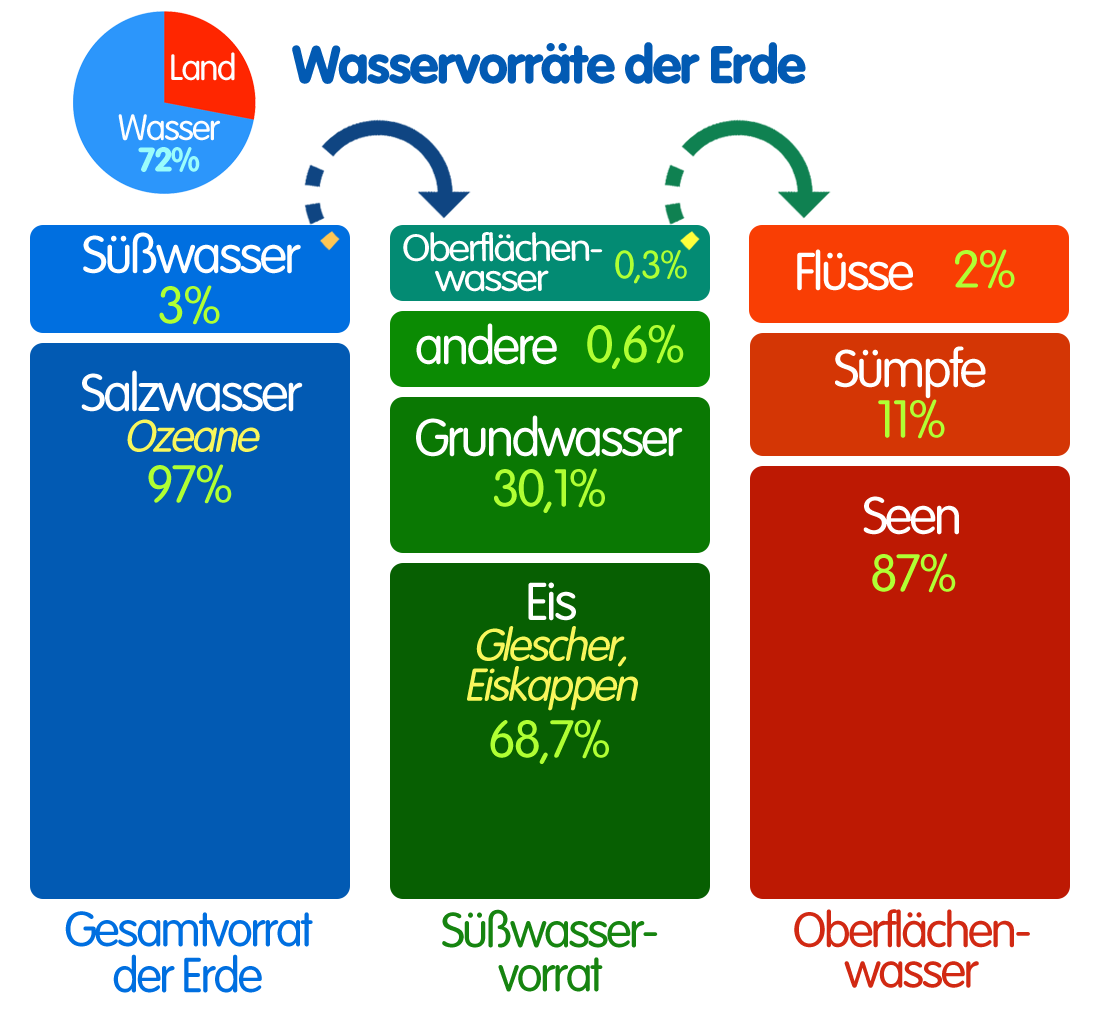 Wasservorräte der Erde
Land
Wasser
72%
Süßwasser
3%
Salzwasser
Ozeane
97%
Gesamtvorrat
der Erde
Oberflächen-
wasser 0,3%
andere 0,6%
Grundwasser
30,1%
Eis
Glescher,
Eiskappen
68,7%
Süßwasser-
vorrat
Flüsse 2%
Sümpfe
11%
Seen
87%
Oberflächen-
wasser